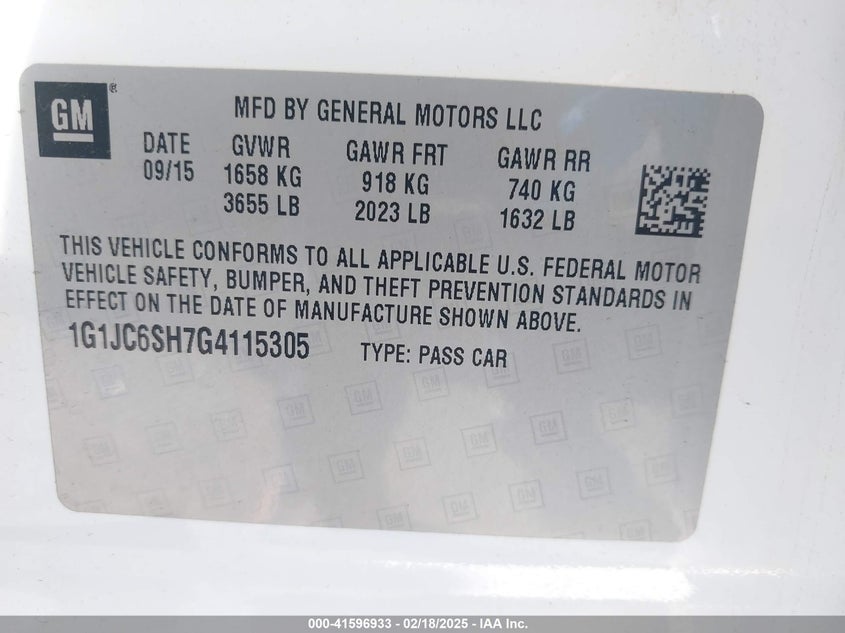 GM®
MFD BY GENERAL MOTORS LLC
DATE GVWR GAWR FRT GAWR RR
09/15 1658 KG 918 KG 740 KG
3655 LB 2023 LB 1632 LB
THIS VEHICLE CONFORMS TO ALL APPLICABLE U.S. FEDERAL MOTOR
VEHICLE SAFETY, BUMPER, AND THEFT PREVENTION STANDARDS IN
EFFECT ON THE DATE OF MANUFACTURE SHOWN ABOVE.
1G1JC6SH7G4115305 TYPE: PASS CAR
000-41596933 - 02/18/2025 - IAA Inc.